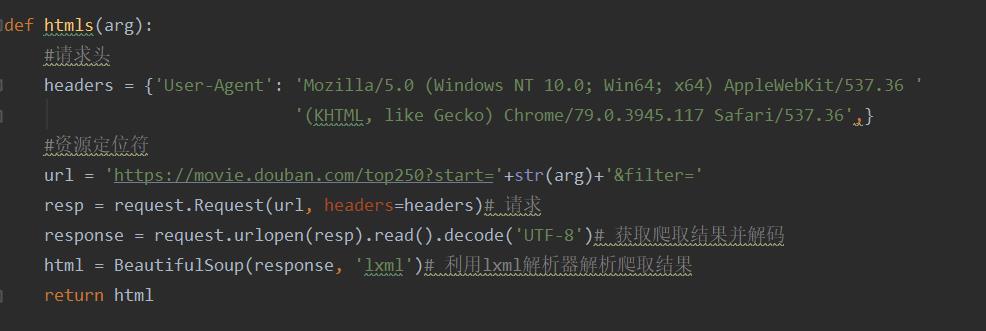 def htmls(arg):
#请求头
headers = {'User-Agent': 'Mozilla/5.0 (Windows NT 10.0; Win64; x64) AppleWebKit/537.36 '
'(KHTML, like Gecko) Chrome/79.0.3945.117 Safari/537.36',}
#资源定位符
url = 'https://movie.douban.com/top250?start='+str(arg)+'&filter='
resp = request.Request(url, headers=headers)# 请求
response = request.urlopen(resp).read().decode('UTF-8')# 获取爬取结果并解码
html = BeautifulSoup(response, 'lxml')# 利用lxml解析器解析爬取结果
return html